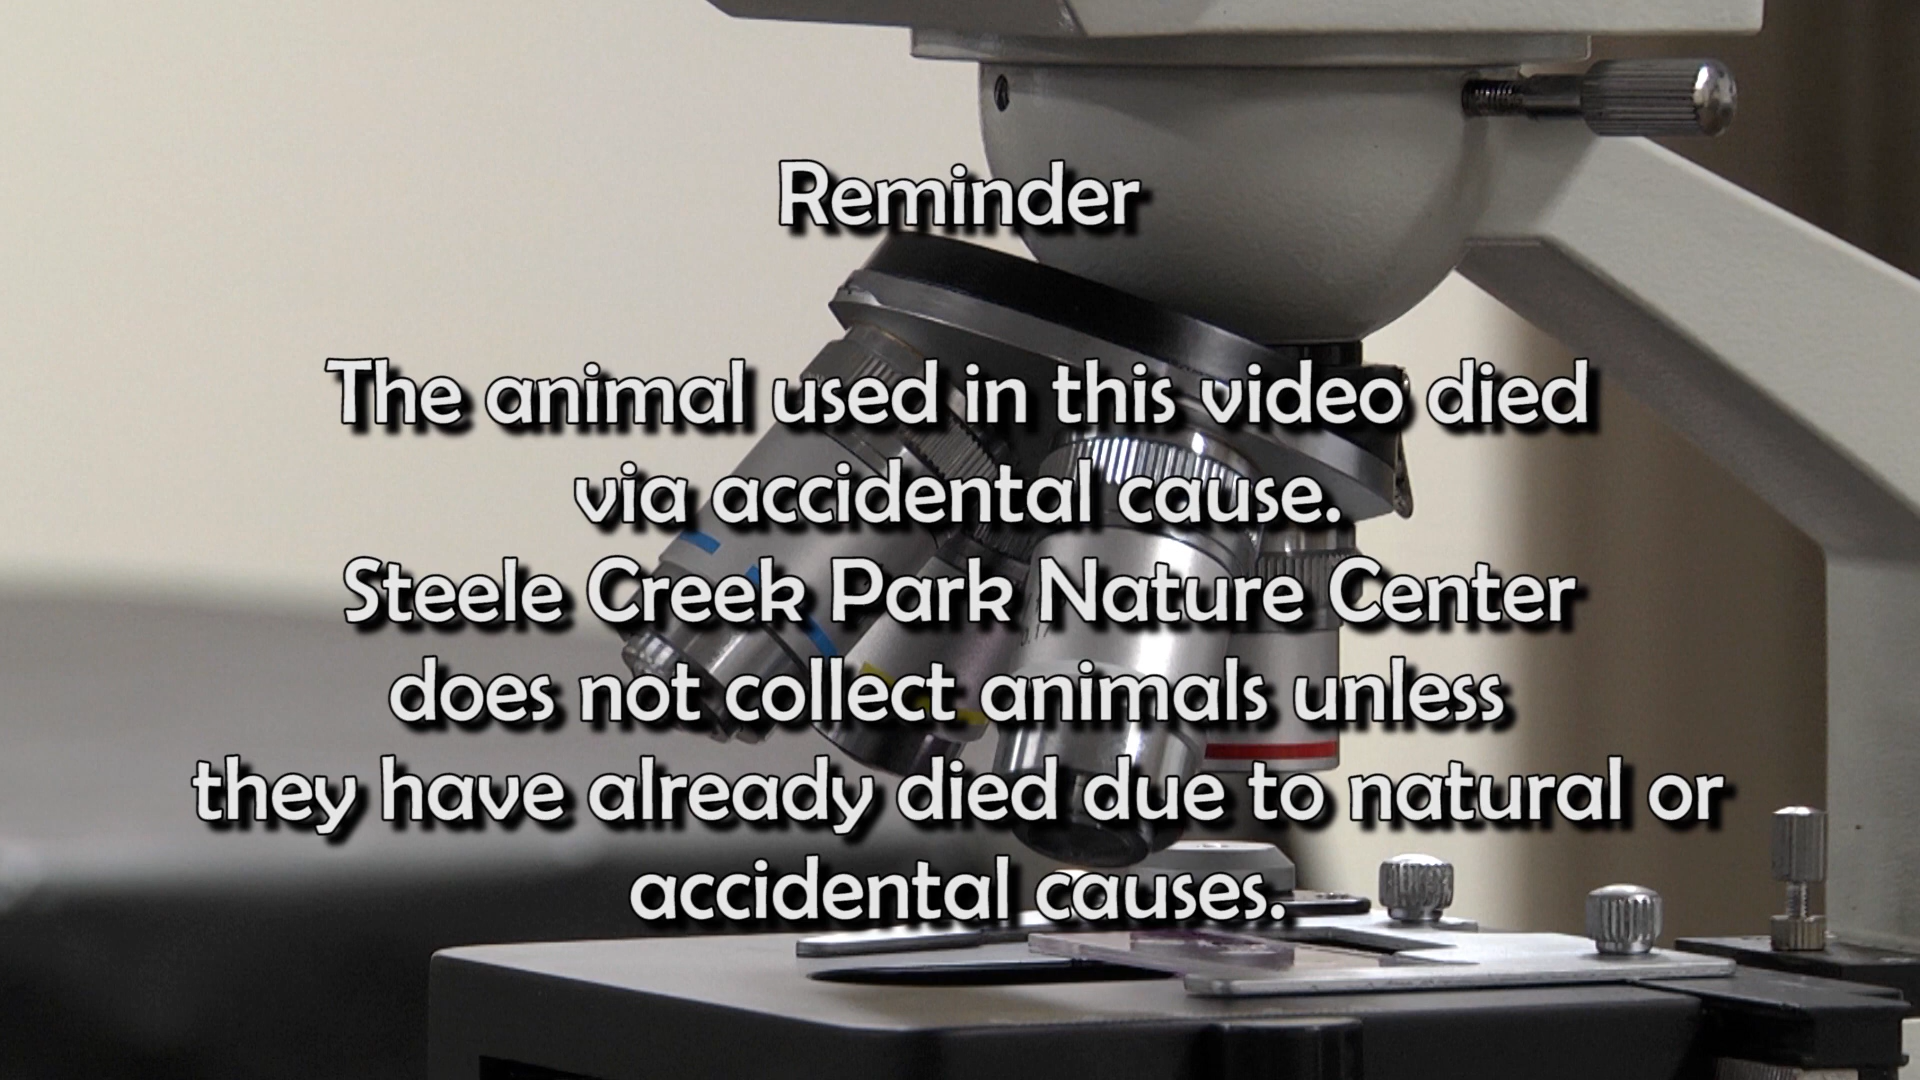 Reminder
The animal used in this video died
via accidental cause.
Steele Creek Park Nature Center
does not collect animals unless
they have already died due to natural or
accidental causes.